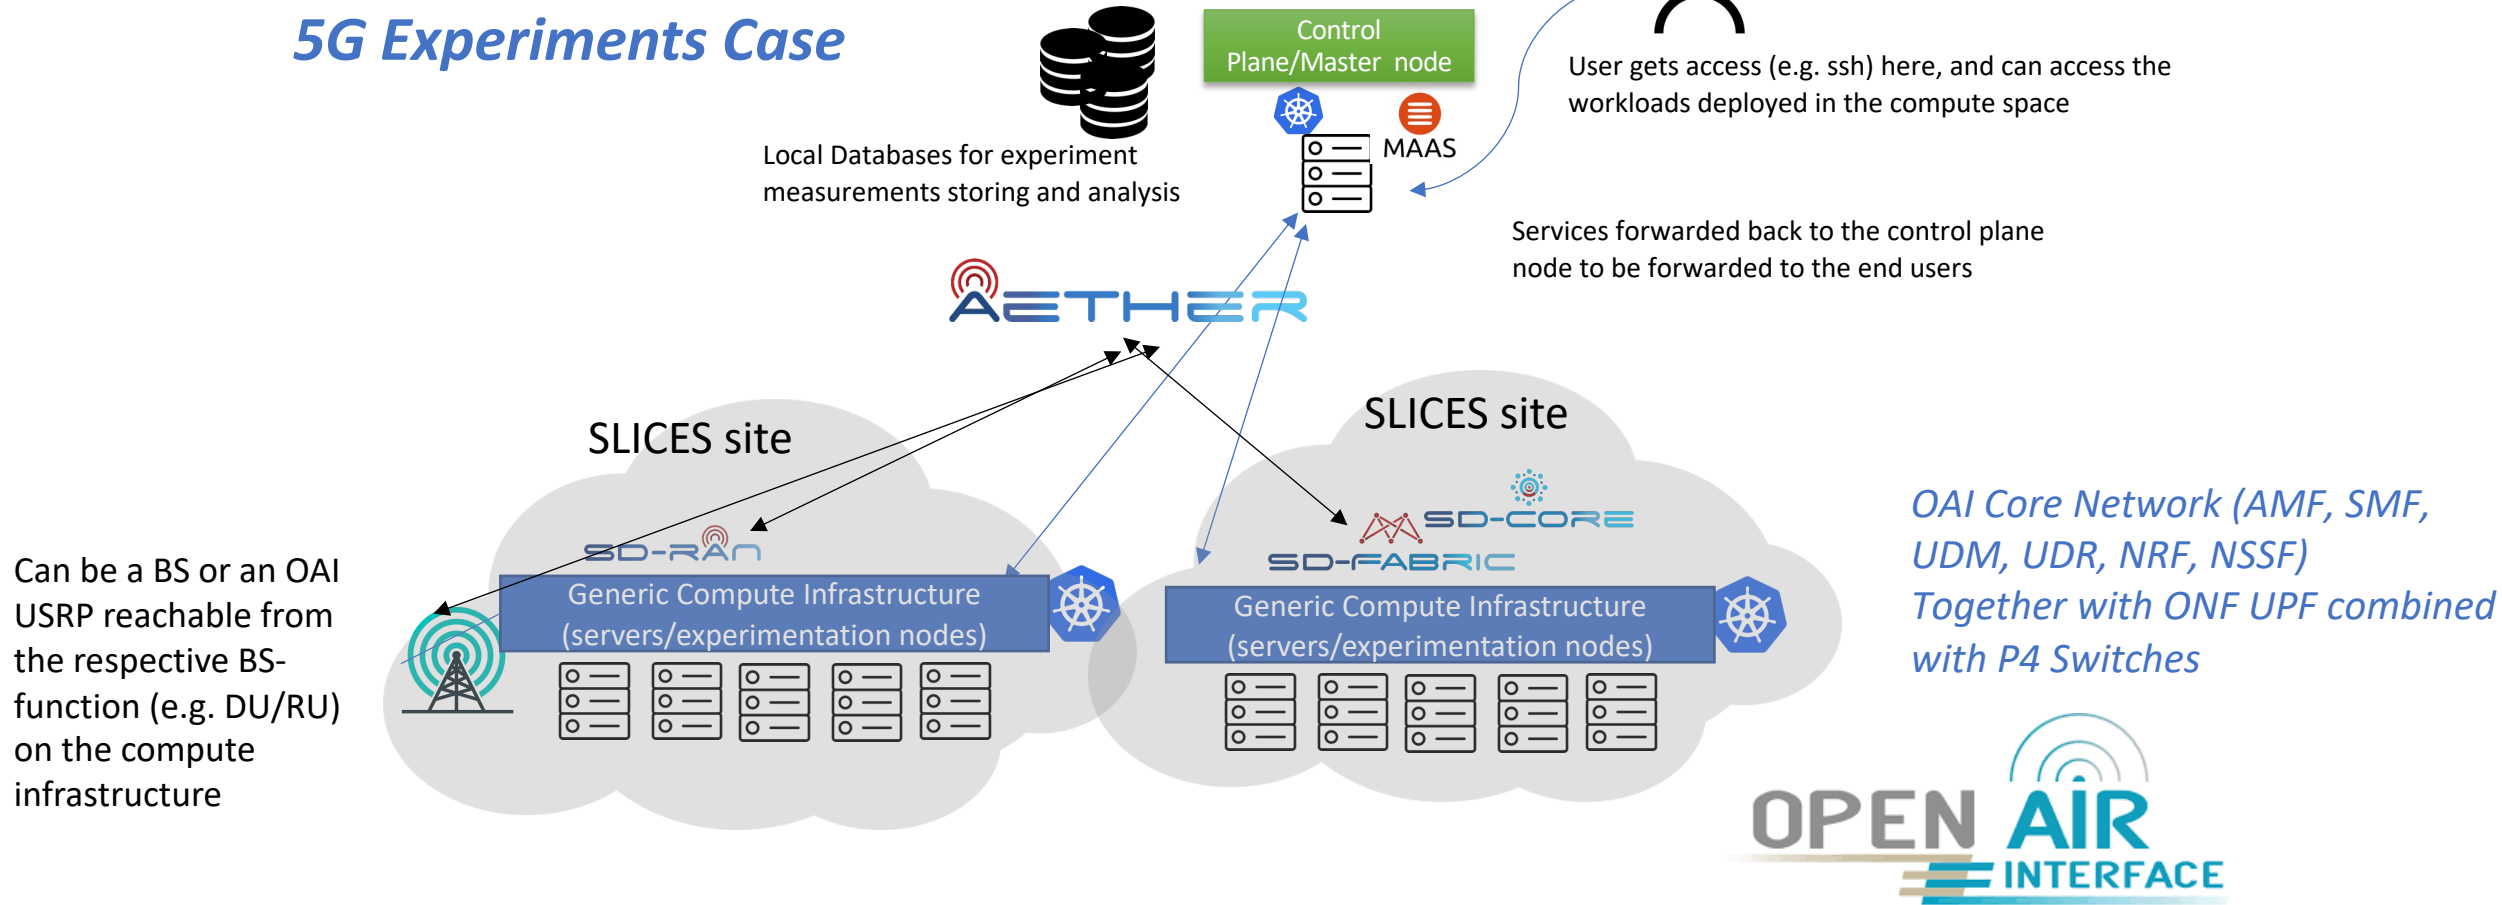 5G Experiments Case
Control
Plane/Master node
MAAS
User gets access (e.g. ssh) here, and can access the
workloads deployed in the compute space
Local Databases for experiment
measurements storing and analysis
Services forwarded back to the control plane
node to be forwarded to the end users
AETHER
SLICES site
SLICES site
SD-RAN
SD-CORE
SD-FABRIC
Generic Compute Infrastructure
(servers/experimentation nodes)
Generic Compute Infrastructure
(servers/experimentation nodes)
Can be a BS or an OAI
USRP reachable from
the respective BS-
function (e.g. DU/RU)
on the compute
infrastructure
OAI Core Network (AMF, SMF,
UDM, UDR, NRF, NSSF)
Together with ONF UPF combined
with P4 Switches
OPEN AIR
INTERFACE